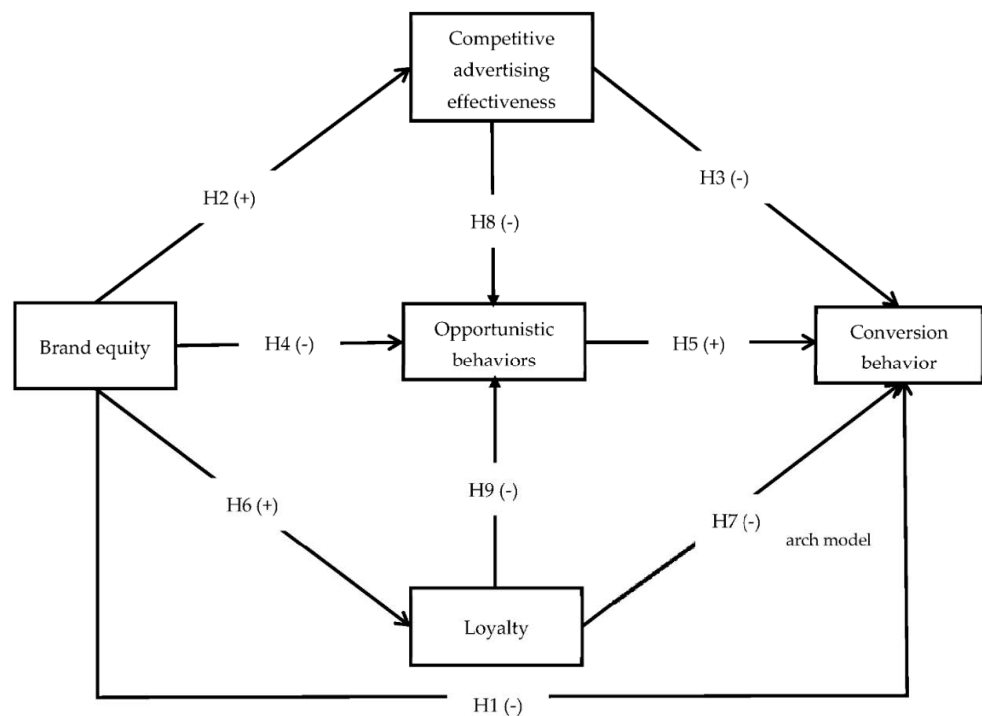 Competitive
advertising
effectiveness
H2 (+)
H3 (-)
H8 (-)
Brand equity
H4 (-)
Opportunistic
behaviors
H5 (+)
Conversion
behavior
H6 (+)
H9 (-)
H7 (-)
arch model
Loyalty
H1 (-)